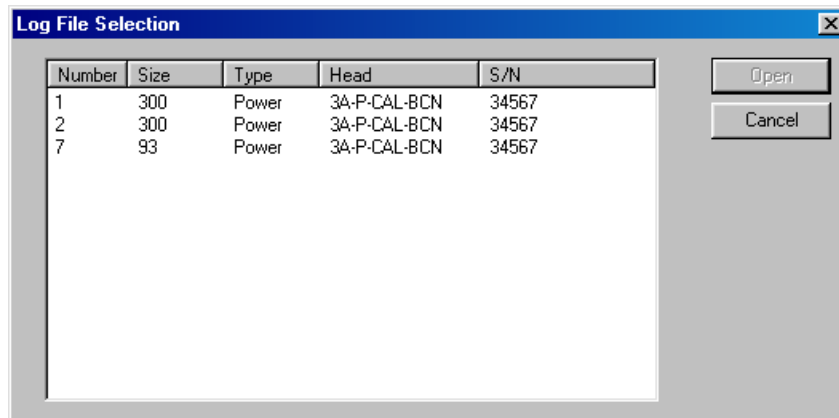 Log File Selection
Number Size Type Head S/N
1 300 Power 3A-P-CAL-BCN 34567
2 300 Power 3A-P-CAL-BCN 34567
7 93 Power 3A-P-CAL-BCN 34567
Open
Cancel